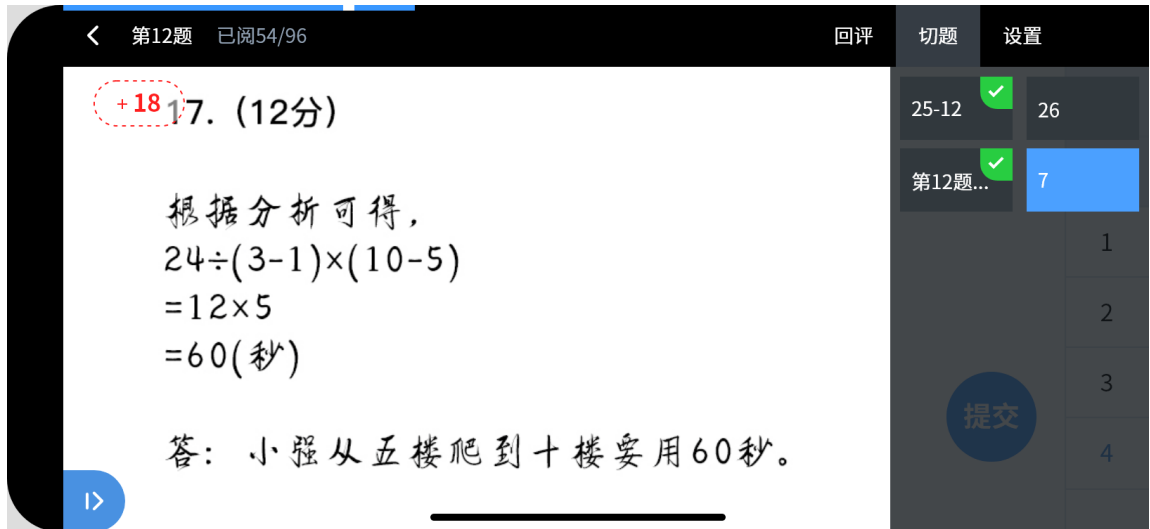 第12题 已阅54/96 回评 切题 设置
+18
17.（12分）
根据分析可得，
24÷(3-1)×(10-5)
=12×5
=60(秒)
答：小强从五楼爬到十楼要用60秒。
25-12 26
第12题... 7
1
2
3
提交
4